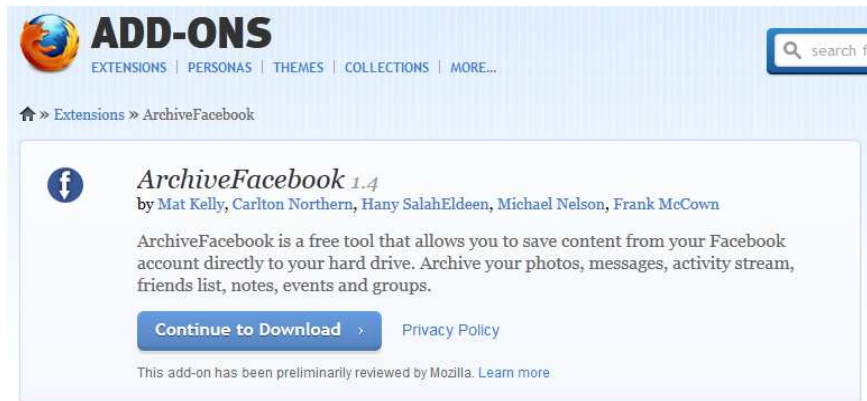 ADD-ONS
EXTENSIONS | PERSONAS | THEMES | COLLECTIONS | MORE...
search f
» Extensions » ArchiveFacebook
ArchiveFacebook 1.4
by Mat Kelly, Carlton Northern, Hany SalahEldeen, Michael Nelson, Frank McCown
ArchiveFacebook is a free tool that allows you to save content from your Facebook
account directly to your hard drive. Archive your photos, messages, activity stream,
friends list, notes, events and groups.
Continue to Download ›
Privacy Policy
This add-on has been preliminarily reviewed by Mozilla. Learn more